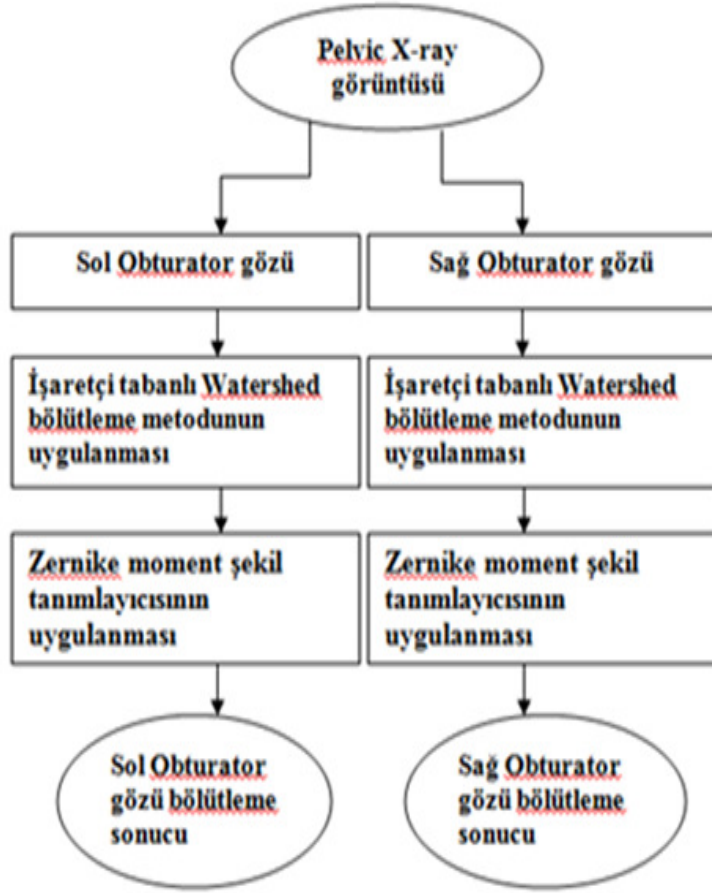 Pelvic X-ray
görüntüsü
Sol Obturator gözü
Sağ Obturator gözü
İşaretçi tabanlı Watershed
bölütleme metodunun
uygulanması
İşaretçi tabanlı Watershed
bölütleme metodunun
uygulanması
Zernike moment şekil
tanımlayıcısının
uygulanması
Zernike moment şekil
tanımlayıcısının
uygulanması
Sol Obturator
gözü bölütleme
sonucu
Sağ Obturator
gözü bölütleme
sonucu